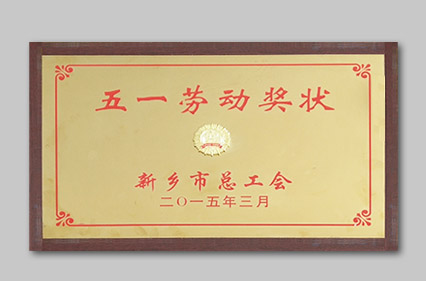 五一劳动奖状
新乡市总工会
二〇一五年三月